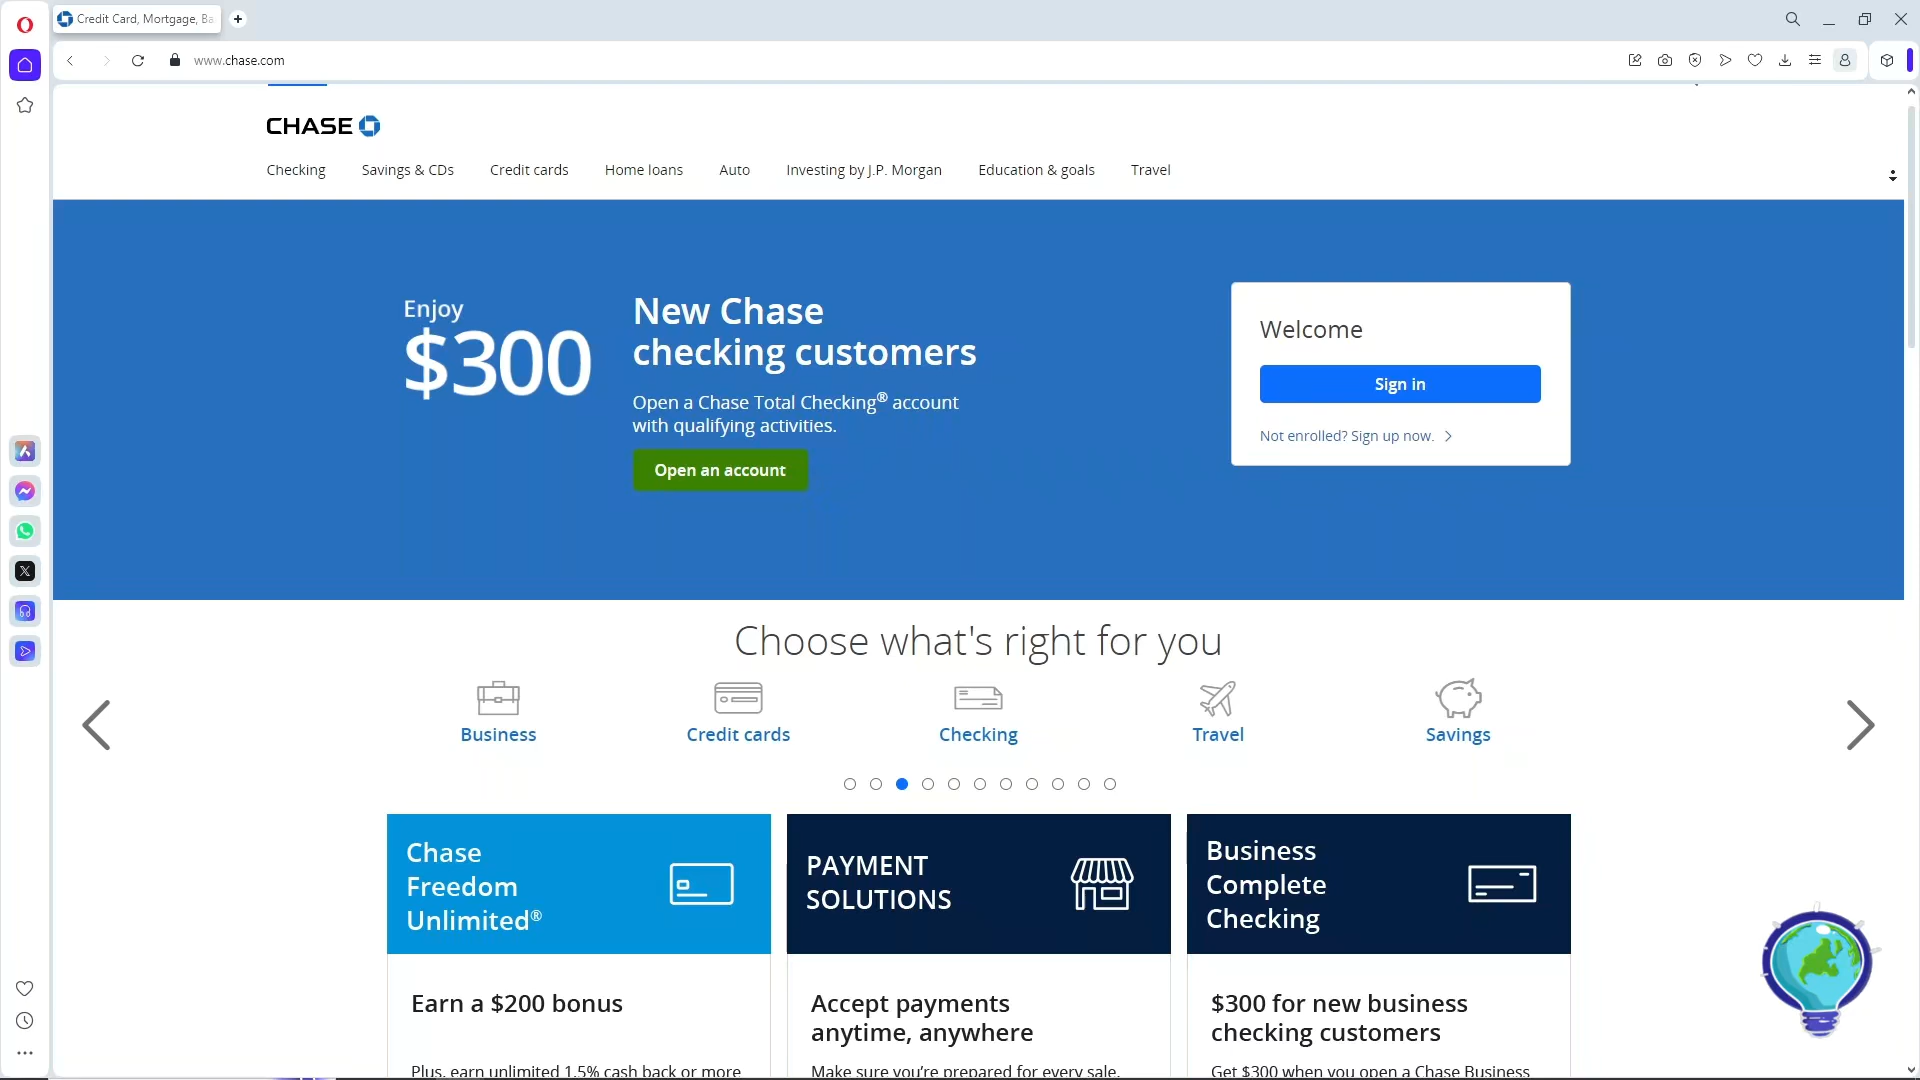 Credit Card, Mortgage, Ba
www.chase.com
CHASE
Checking Savings & CDs Credit cards Home loans Auto Investing by J.P. Morgan Education & goals Travel
Enjoy
$300
New Chase
checking customers
Open a Chase Total Checking® account
with qualifying activities.
Open an account
Welcome
Sign in
Not enrolled? Sign up now.
Choose what's right for you
Business Credit cards Checking Travel Savings
Chase
Freedom
Unlimited®
Earn a $200 bonus
Plus, earn unlimited 1.5% cash back or more
PAYMENT
SOLUTIONS
Accept payments
anytime, anywhere
Make sure you're prepared for every sale.
Business
Complete
Checking
$300 for new business
checking customers
Get $300 when you open a Chase Business